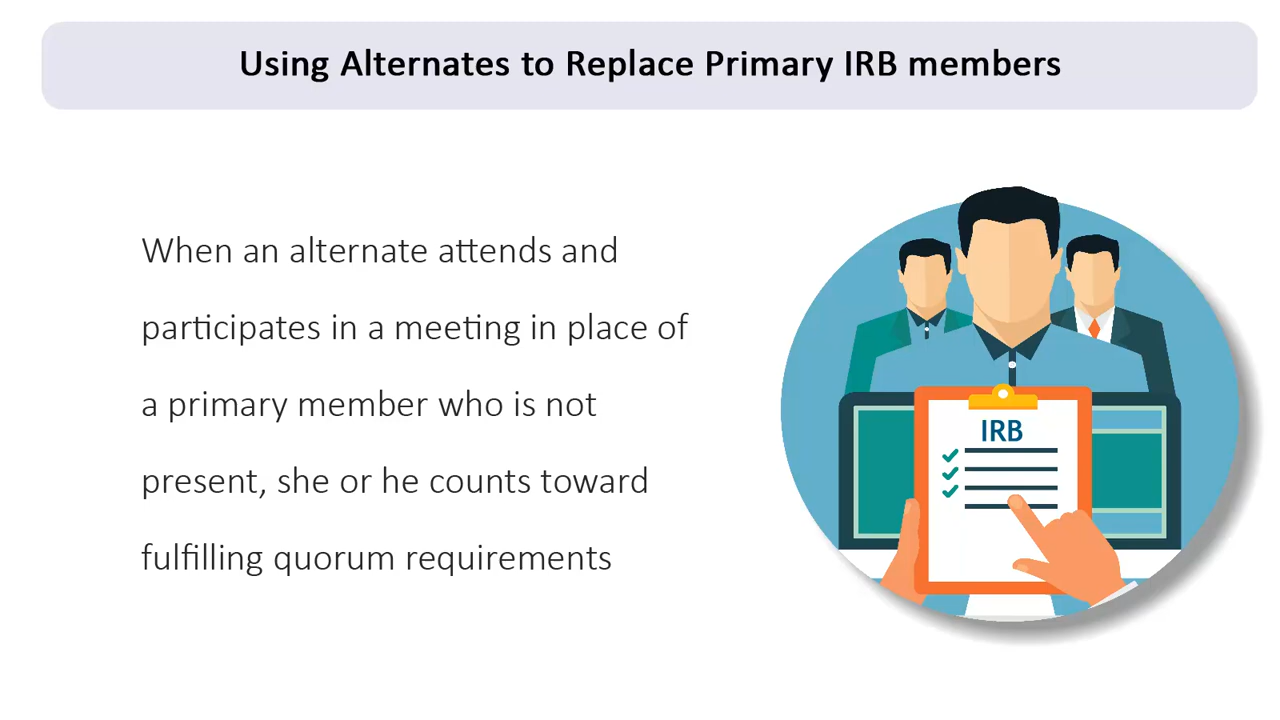 Using Alternates to Replace Primary IRB members
When an alternate attends and
participates in a meeting in place of
a primary member who is not
present, she or he counts toward
fulfilling quorum requirements
IRB